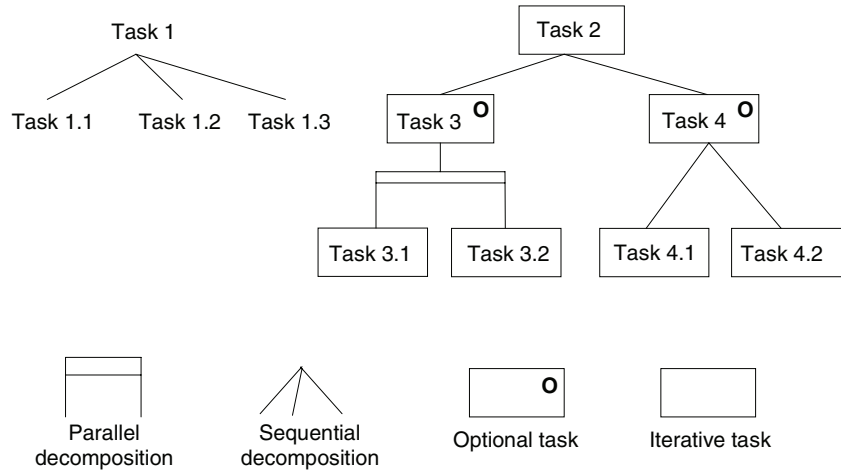 Task 1
Task 2
Task 1.1
Task 1.2
Task 1.3
Task 3
O
Task 4
O
Task 3.1
Task 3.2
Task 4.1
Task 4.2
O
Parallel
decomposition
Sequential
decomposition
Optional task
Iterative task